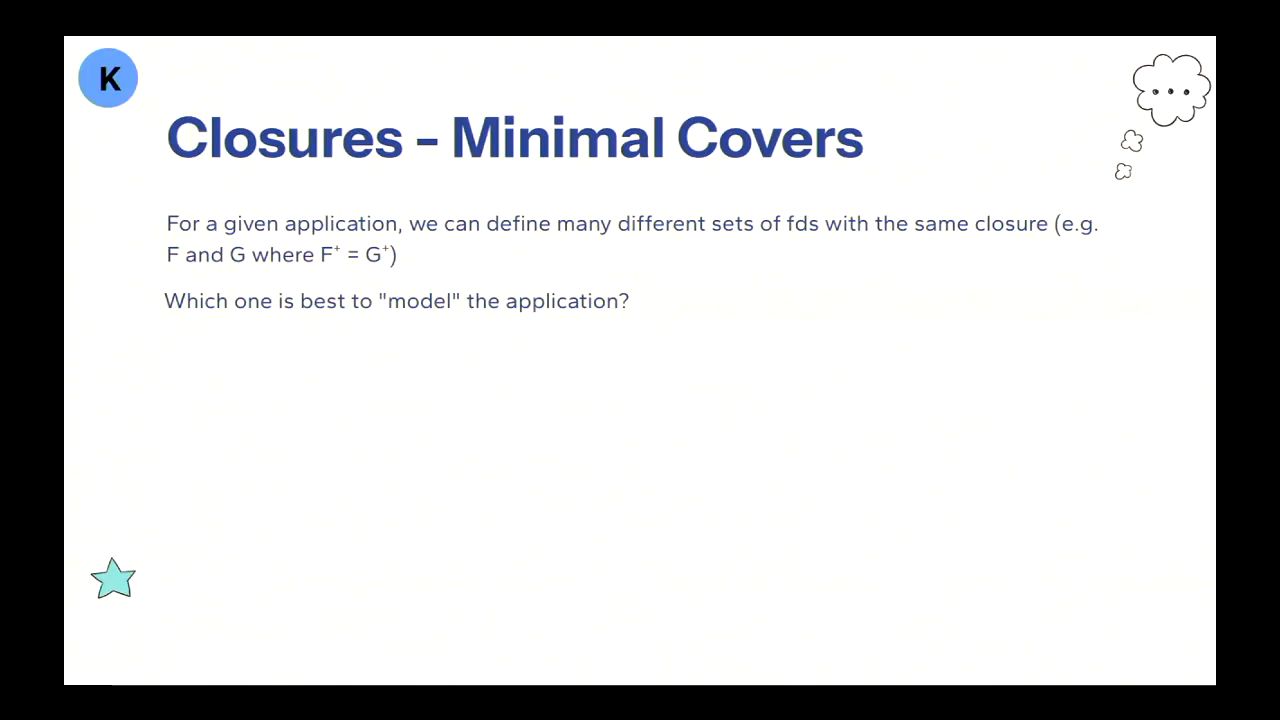 K
Closures - Minimal Covers
For a given application, we can define many different sets of fds with the same closure (e.g.
F and G where F⁺ = G⁺)
Which one is best to "model" the application?